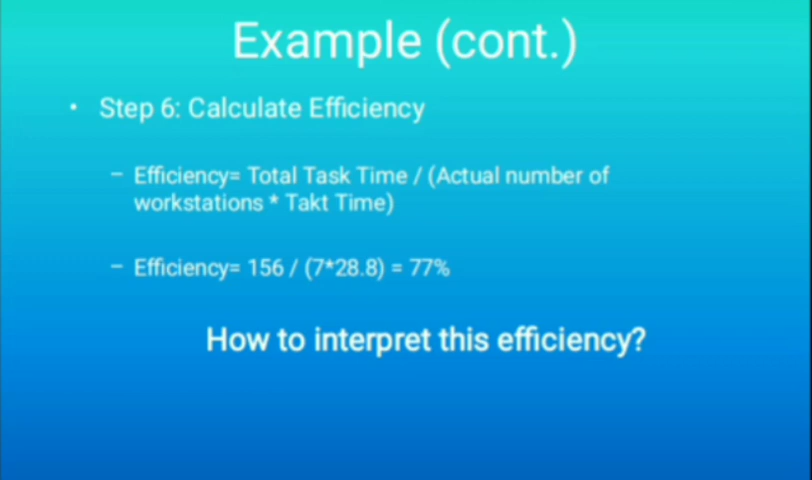 Example (cont.)
• Step 6: Calculate Efficiency
– Efficiency= Total Task Time / (Actual number of
workstations * Takt Time)
– Efficiency= 156 / (7*28.8) = 77%
How to interpret this efficiency?